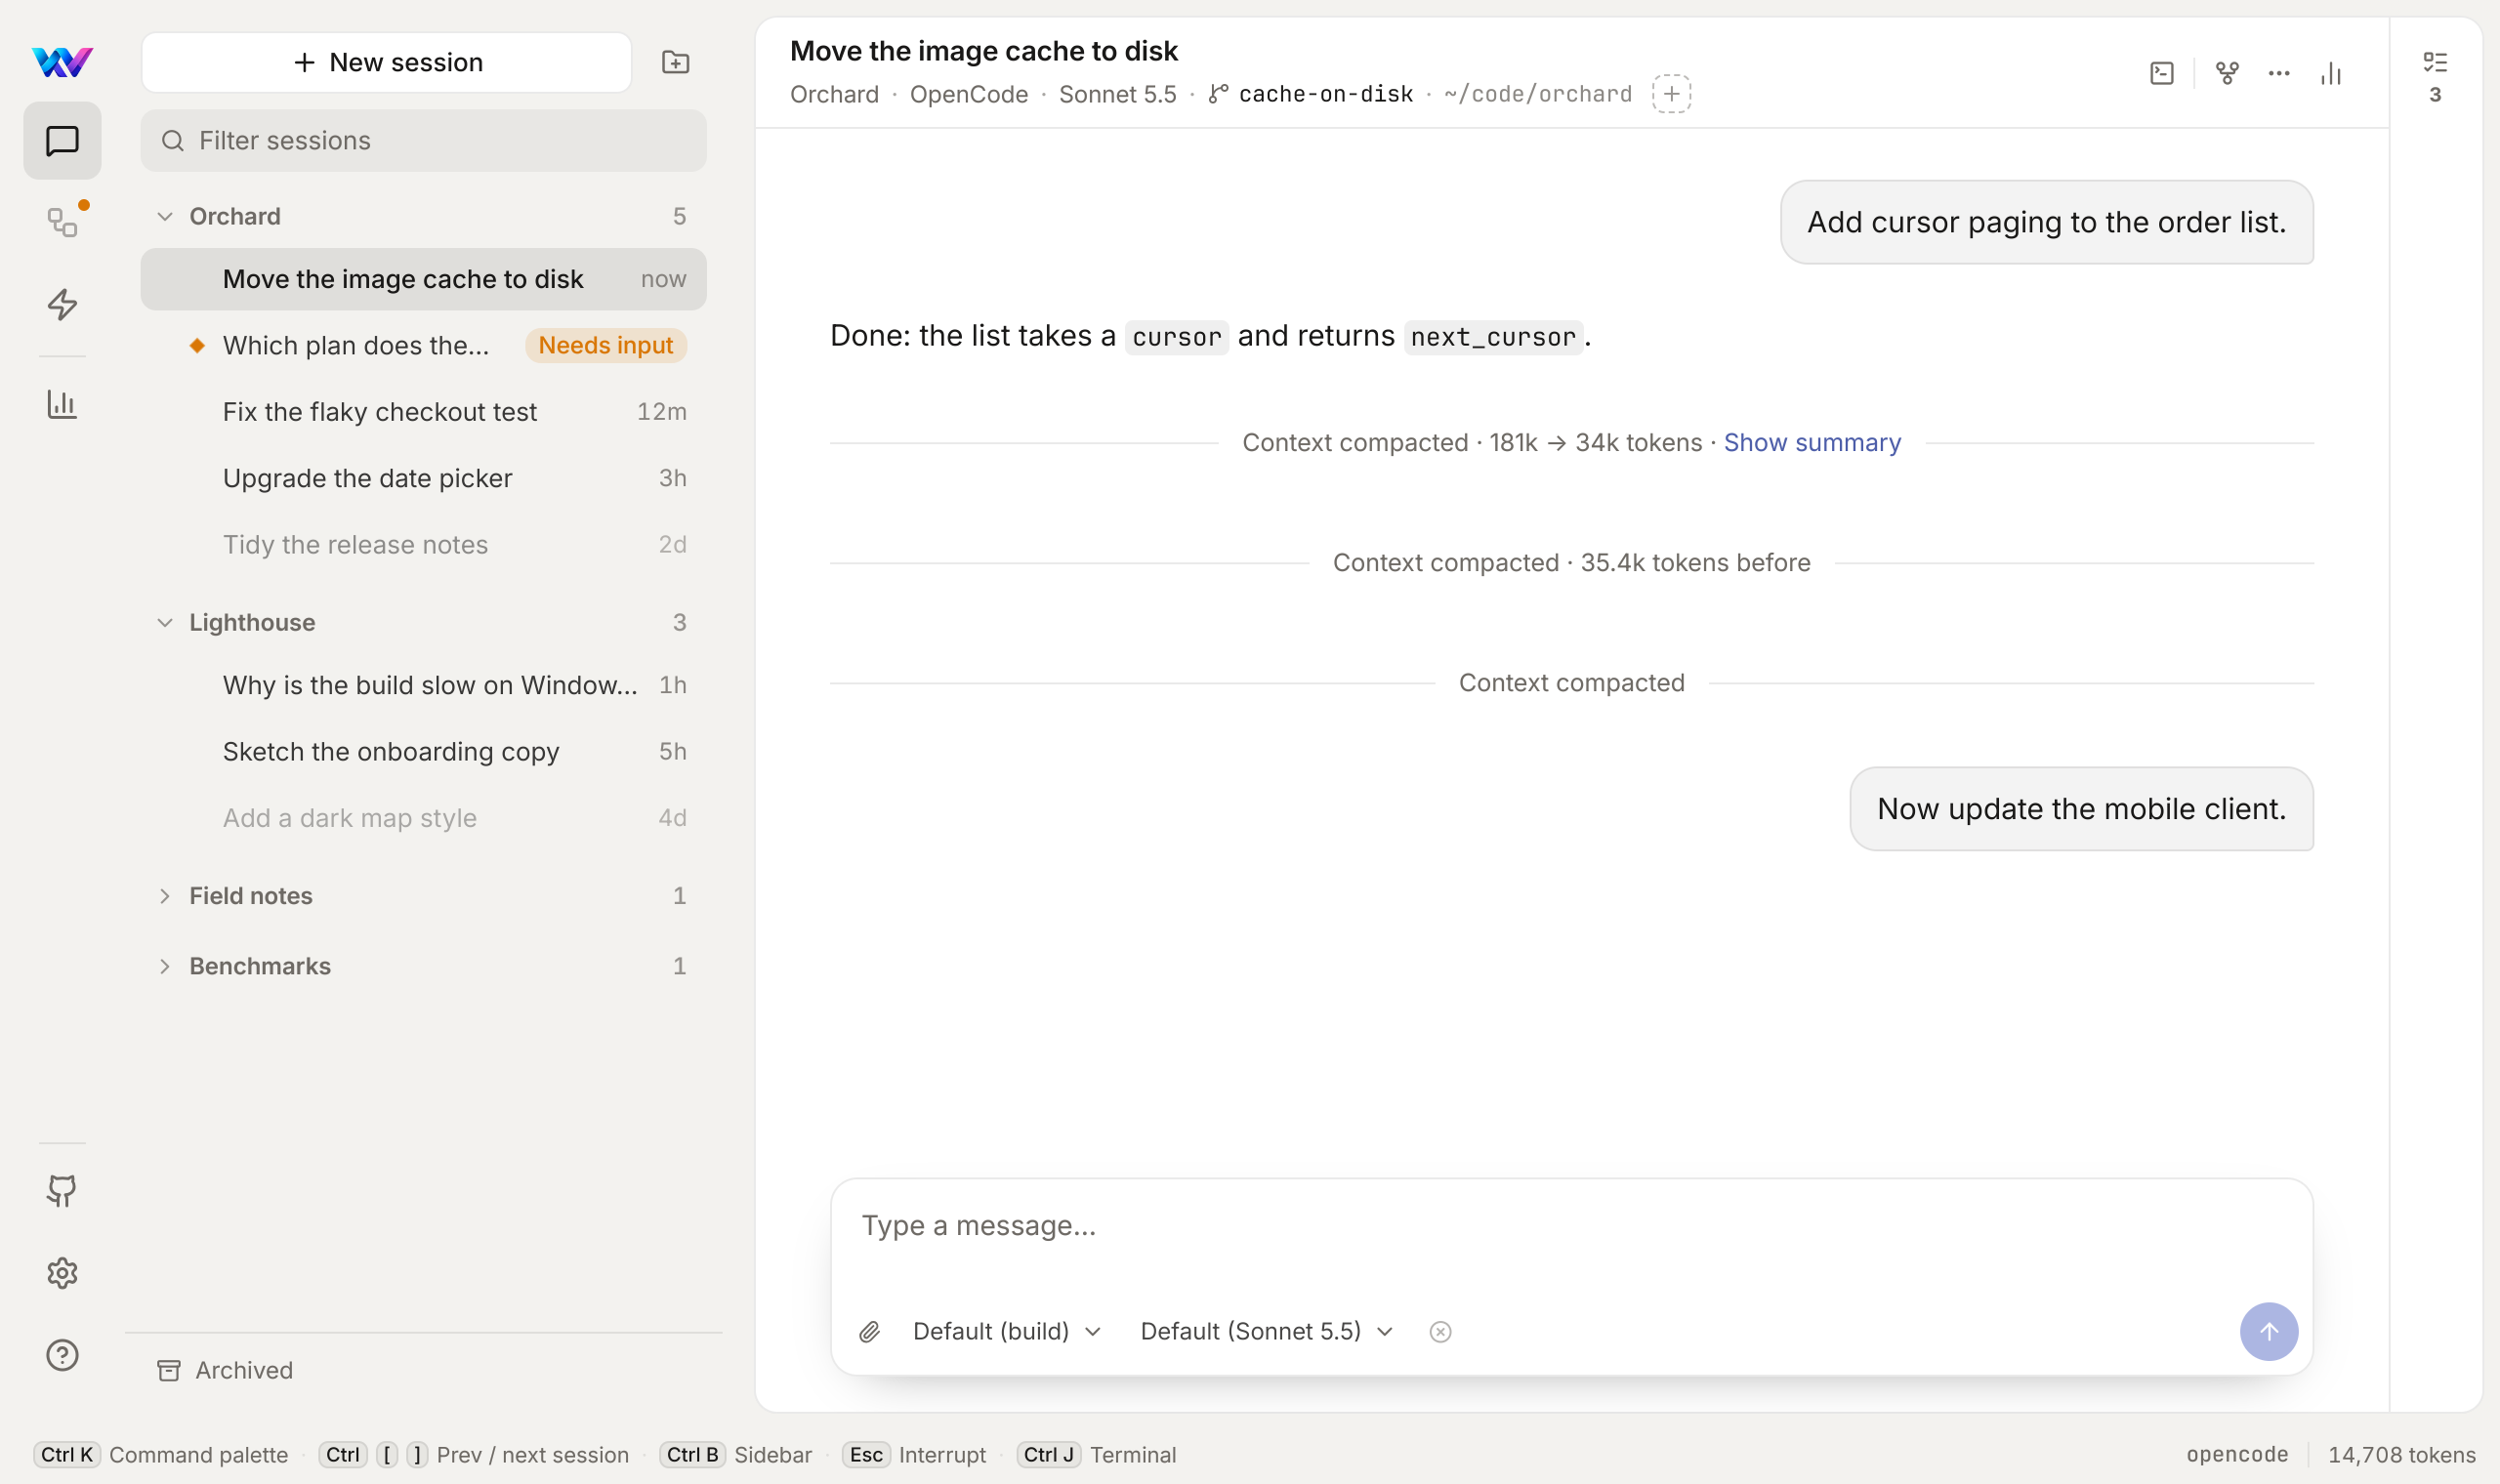 New session
Filter sessions
Orchard 5
Move the image cache to disk now
Which plan does the... Needs input
Fix the flaky checkout test 12m
Upgrade the date picker 3h
Tidy the release notes 2d
Lighthouse 3
Why is the build slow on Window... 1h
Sketch the onboarding copy 5h
Add a dark map style 4d
Field notes 1
Benchmarks 1
Archived
Move the image cache to disk
Orchard · OpenCode · Sonnet 5.5 · cache-on-disk · ~/code/orchard
3
Add cursor paging to the order list.
Done: the list takes a cursor and returns next_cursor.
Context compacted · 181k → 34k tokens · Show summary
Context compacted · 35.4k tokens before
Context compacted
Now update the mobile client.
Type a message...
Default (build) Default (Sonnet 5.5)
Ctrl K Command palette · Ctrl [ ] Prev / next session · Ctrl B Sidebar · Esc Interrupt · Ctrl J Terminal
opencode 14,708 tokens